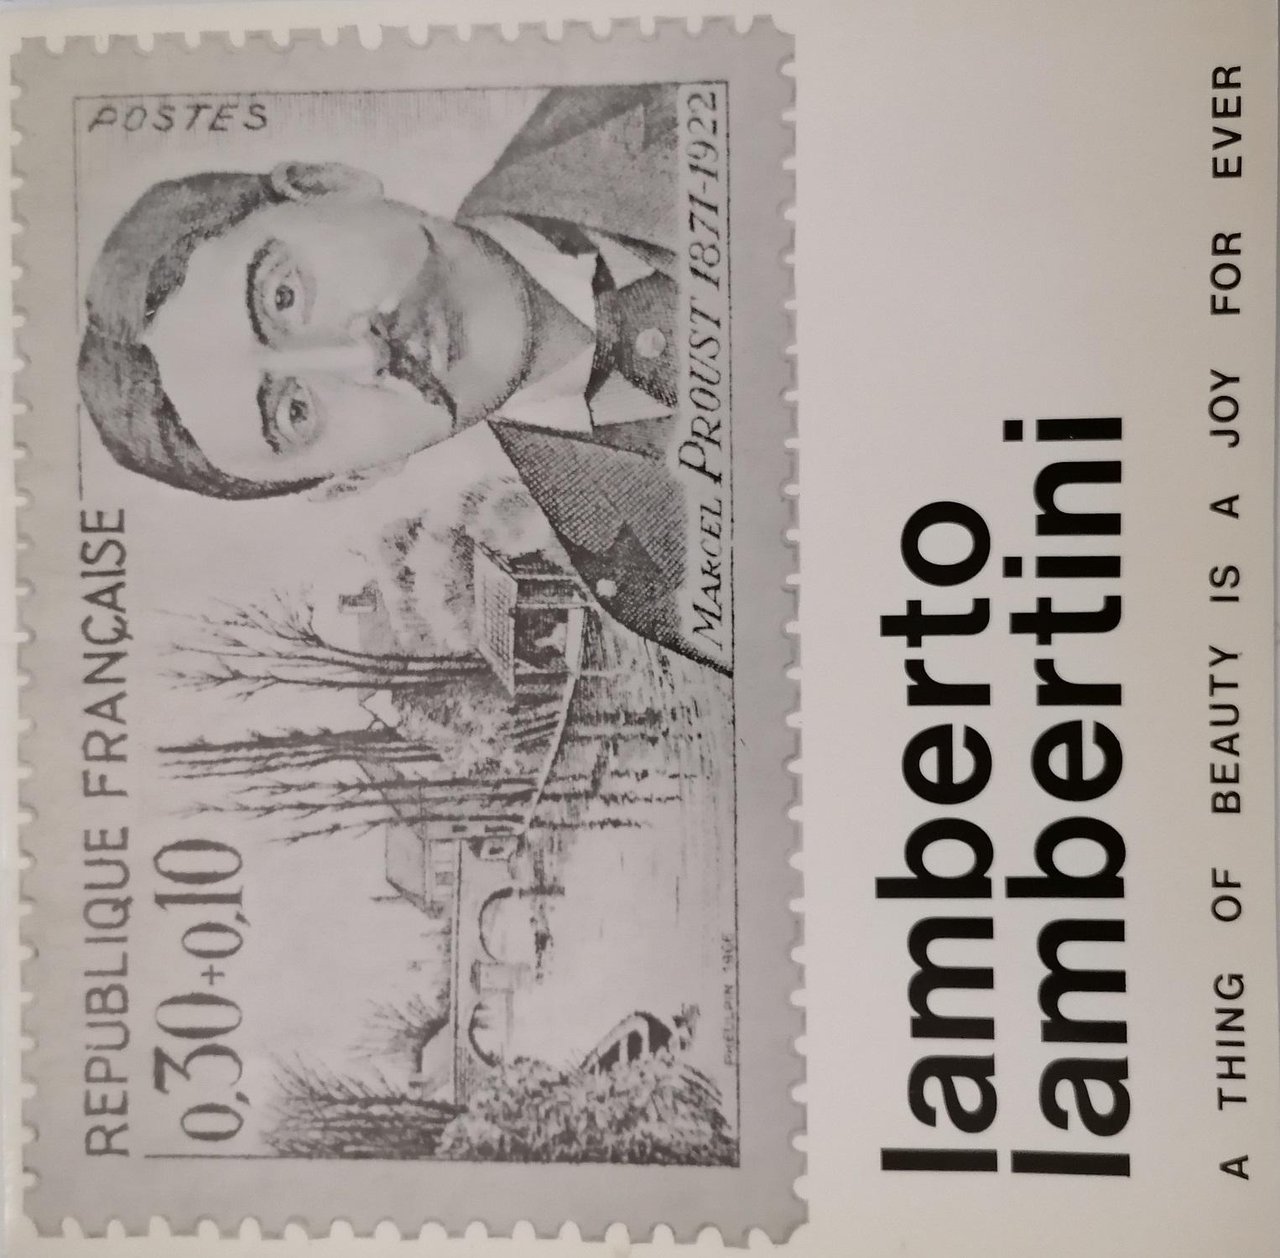 REPUBLIQUE FRANÇAISE
POSTES
0,30+0,10
MARCEL PROUST 1871-1922
lamberto
lambertini
A THING OF BEAUTY IS A JOY FOR EVER